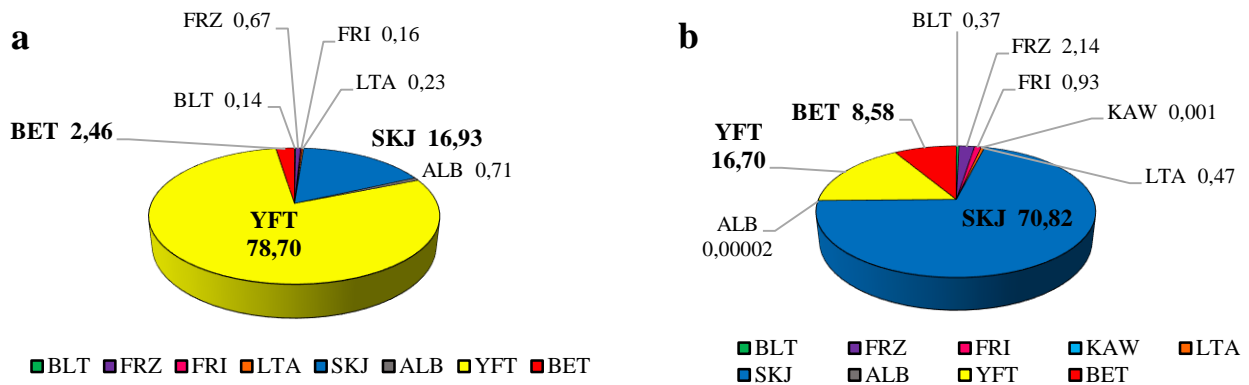 a
FRZ 0,67
FRI 0,16
LTA 0,23
BLT 0,14
BET 2,46
SKJ 16,93
ALB 0,71
YFT
78,70
BLT FRZ FRI LTA SKJ ALB YFT BET
b
BLT 0,37
FRZ 2,14
FRI 0,93
KAW 0,001
BET 8,58
YFT
16,70
LTA 0,47
SKJ 70,82
ALB
0,00002
BLT FRZ FRI KAW LTA
SKJ ALB YFT BET